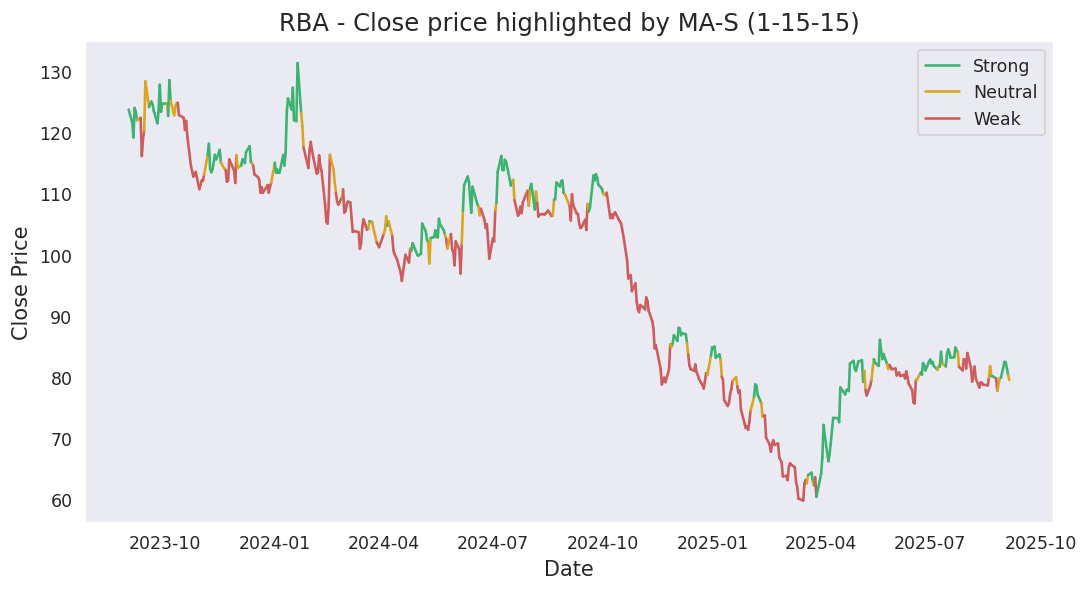 RBA - Close price highlighted by MA-S (1-15-15)
Strong
Neutral
Weak
Close Price
130
120
110
100
90
80
70
60
2023-10
2024-01
2024-04
2024-07
2024-10
2025-01
2025-04
2025-07
2025-10
Date